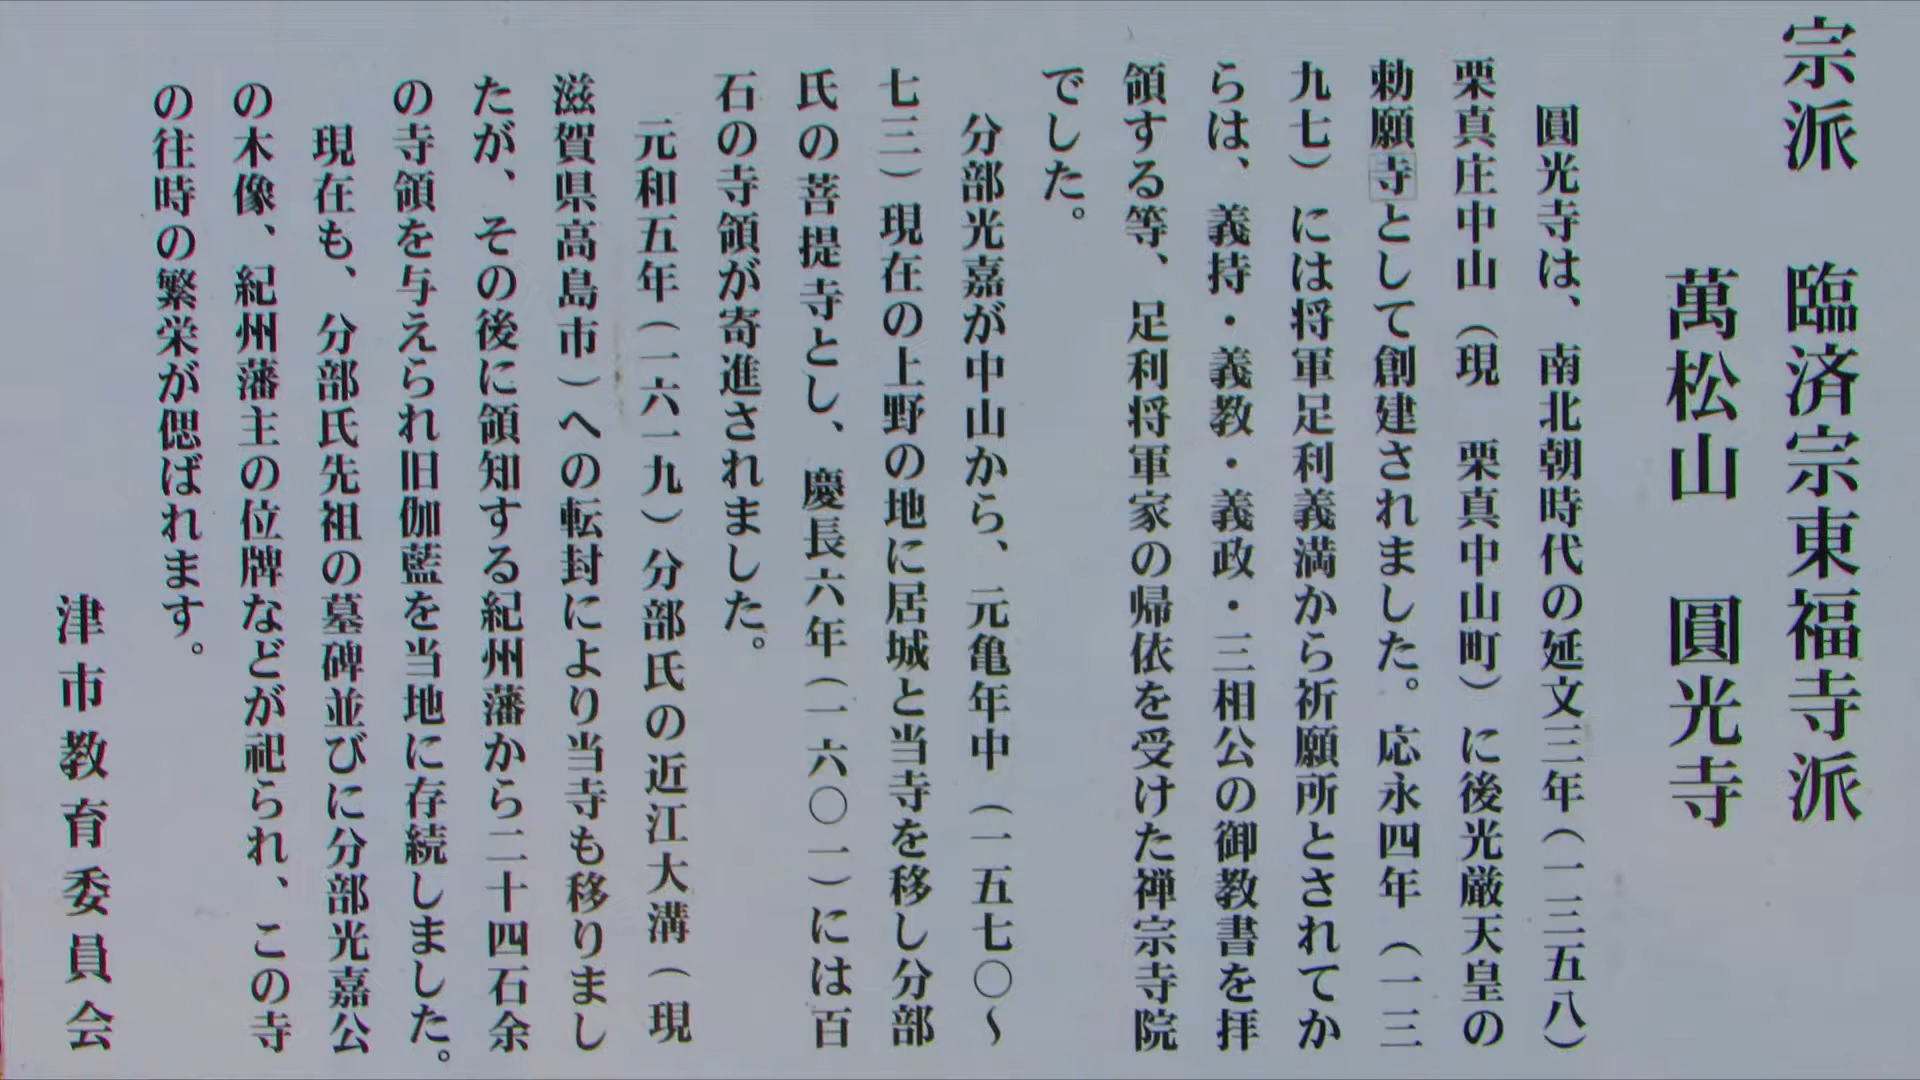 宗派　臨済宗東福寺派
萬松山　圓光寺
圓光寺は、南北朝時代の延文三年（一三五八）
栗真庄中山（現　栗真中山町）に後光厳天皇の
勅願寺として創建されました。応永四年（一三
九七）には将軍足利義満から祈願所とされてか
らは、義持・義教・義政・三相公の御教書を拝
領する等、足利将軍家の帰依を受けた禅宗寺院
でした。
分部光嘉が中山から、元亀年中（一五七〇～
七三）現在の上野の地に居城と当寺を移し分部
氏の菩提寺とし、慶長六年（一六〇一）には百
石の寺領が寄進されました。
元和五年（一六一九）分部氏の近江大溝（現
滋賀県高島市）への転封により当寺も移りまし
たが、その後に領知する紀州藩から二十四石余
の寺領を与えられ旧伽藍を当地に存続しました。
現在も、分部氏先祖の墓碑並びに分部光嘉公
の木像、紀州藩主の位牌などが祀られ、この寺
の往時の繁栄が偲ばれます。
津市教育委員会